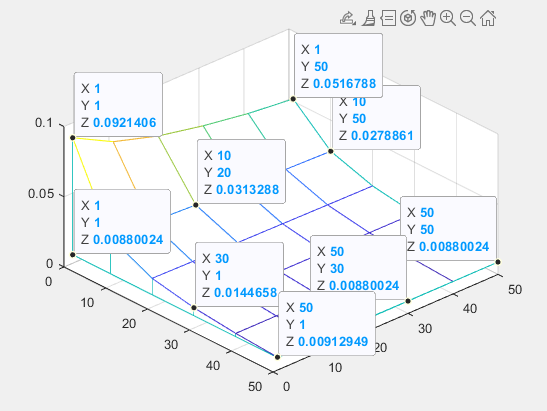 X 1
Y 50
Z 0.0516788
X 1
Y 1
Z 0.0921406
X 10
Y 50
Z 0.0278861
X 10
Y 20
Z 0.0313288
X 1
Y 1
Z 0.00880024
X 50
Y 50
Z 0.00880024
X 30
Y 1
Z 0.0144658
X 50
Y 30
Z 0.00880024
X 50
Y 1
Z 0.00912949
0.1
0.05
0
0
10
20
30
40
50
0
10
20
30
40
50